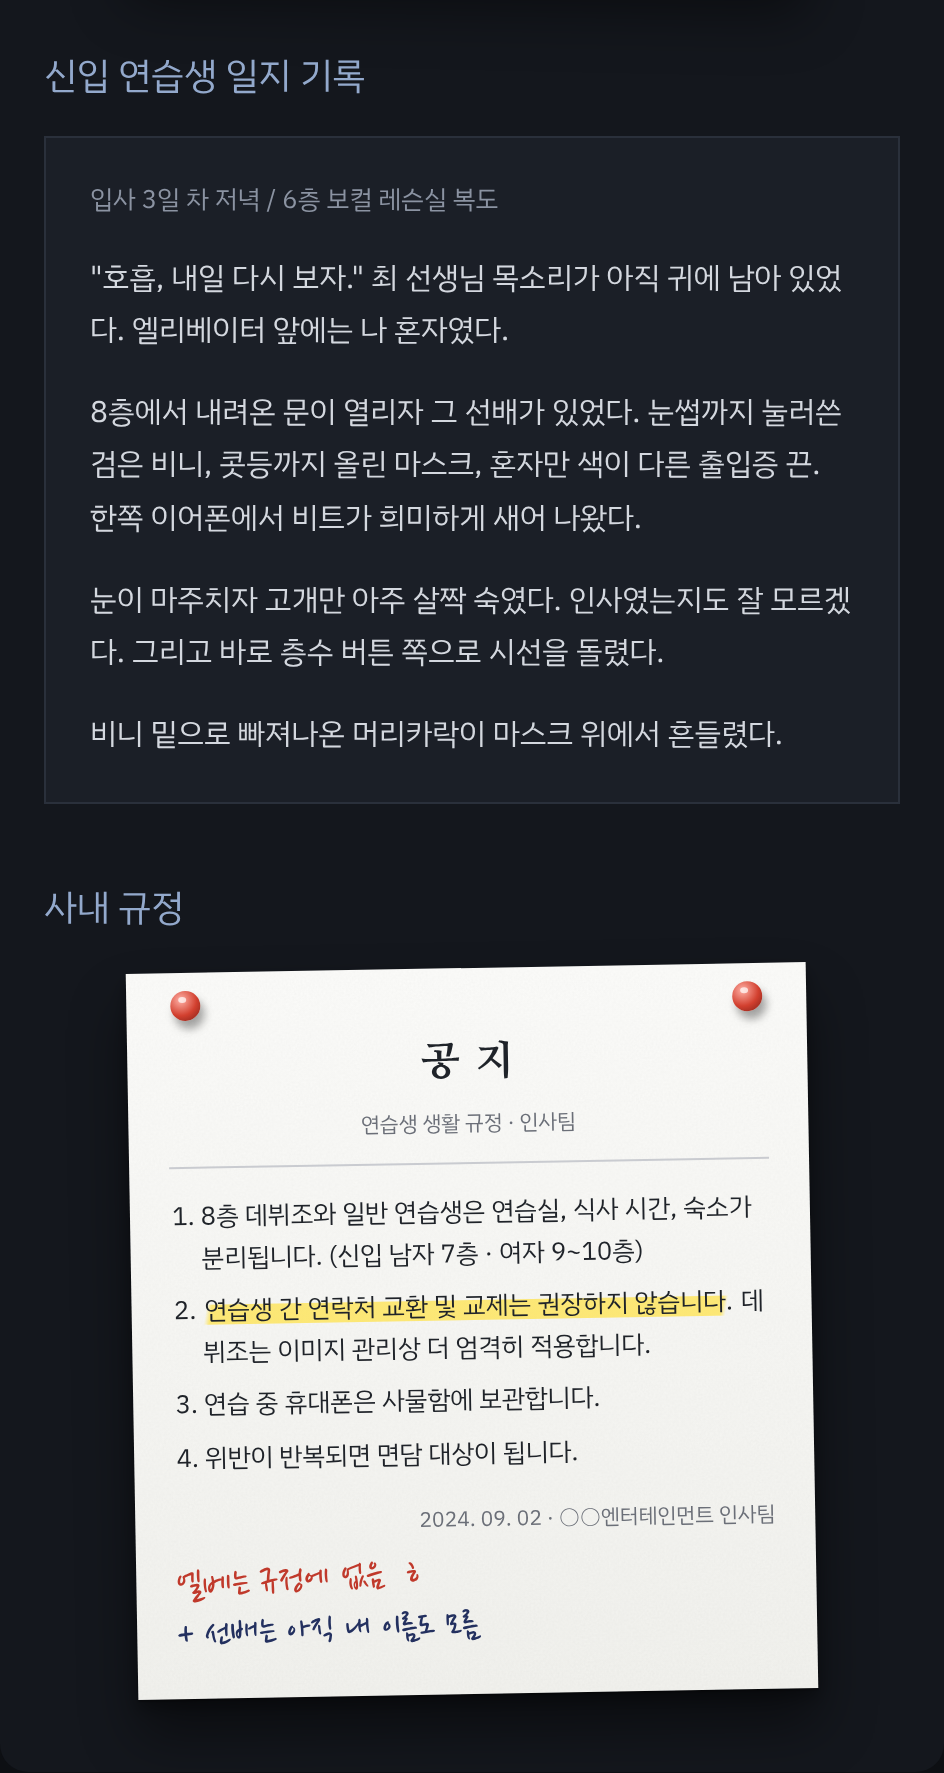 신입 연습생 일지 기록
입사 3일 차 저녁 / 6층 보컬 레슨실 복도
"호흡, 내일 다시 보자." 최 선생님 목소리가 아직 귀에 남아 있었
다. 엘리베이터 앞에는 나 혼자였다.
8층에서 내려온 문이 열리자 그 선배가 있었다. 눈썹까지 눌러쓴
검은 비니, 콧등까지 올린 마스크, 혼자만 색이 다른 출입증 끈.
한쪽 이어폰에서 비트가 희미하게 새어 나왔다.
눈이 마주치자 고개만 아주 살짝 숙였다. 인사였는지도 잘 모르겠
다. 그리고 바로 층수 버튼 쪽으로 시선을 돌렸다.
비니 밑으로 빠져나온 머리카락이 마스크 위에서 흔들렸다.
사내 규정
공 지
연습생 생활 규정 · 인사팀
1. 8층 데뷔조와 일반 연습생은 연습실, 식사 시간, 숙소가
분리됩니다. (신입 남자 7층 · 여자 9~10층)
2. 연습생 간 연락처 교환 및 교제는 권장하지 않습니다. 데
뷔조는 이미지 관리상 더 엄격히 적용합니다.
3. 연습 중 휴대폰은 사물함에 보관합니다.
4. 위반이 반복되면 면담 대상이 됩니다.
2024. 09. 02 · ○○엔터테인먼트 인사팀
엘베는 규정에 없음 ㅎ
+ 선배는 아직 내 이름도 모름